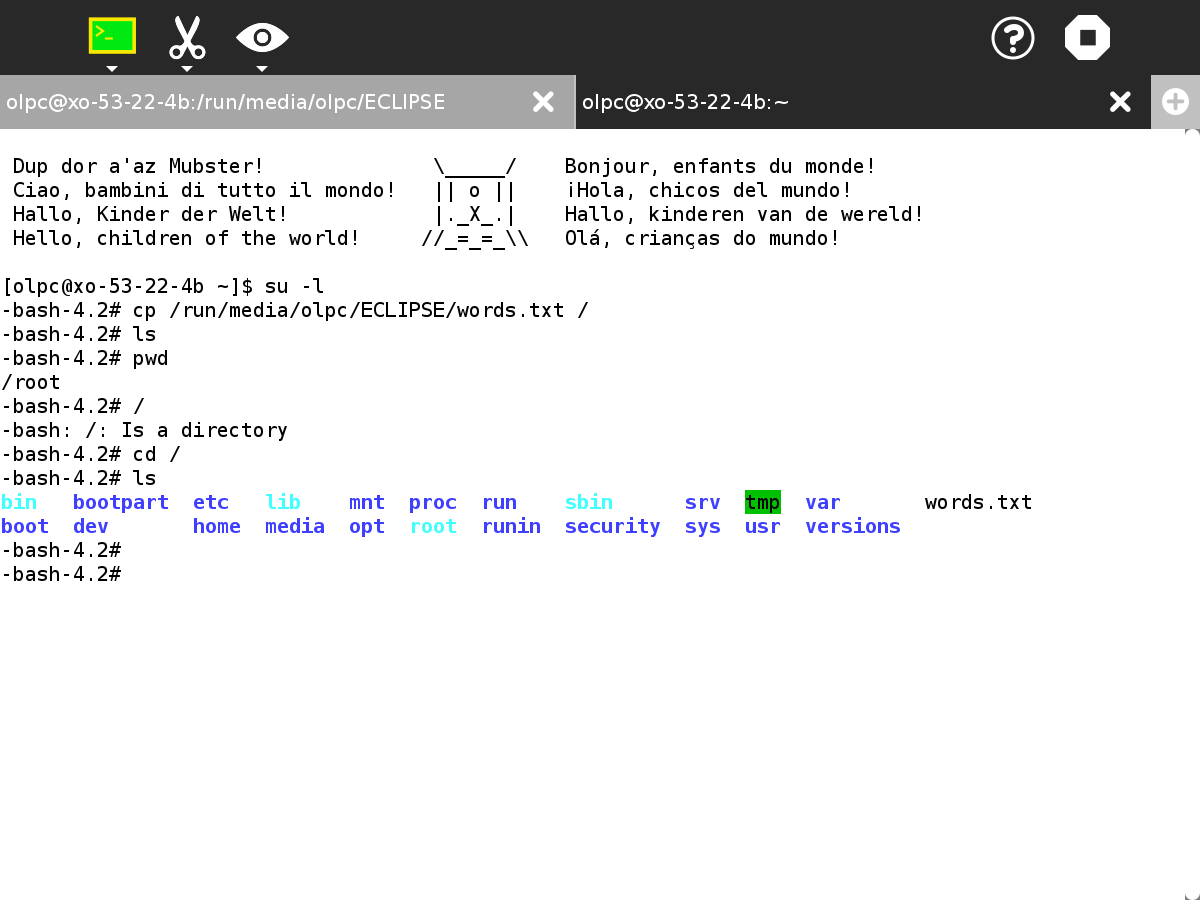 >_
olpc@xo-53-22-4b:/run/media/olpc/ECLIPSE olpc@xo-53-22-4b:~
Dup dor a'az Mubster!               \_____/    Bonjour, enfants du monde!
Ciao, bambini di tutto il mondo!   || o ||    ¡Hola, chicos del mundo!
Hallo, Kinder der Welt!            |._X_.|    Hallo, kinderen van de wereld!
Hello, children of the world!     //_=_=_\\   Olá, crianças do mundo!
[olpc@xo-53-22-4b ~]$ su -l
-bash-4.2# cp /run/media/olpc/ECLIPSE/words.txt /
-bash-4.2# ls
-bash-4.2# pwd
/root
-bash-4.2# /
-bash: /: Is a directory
-bash-4.2# cd /
-bash-4.2# ls
bin   bootpart  etc   lib    mnt  proc  run    sbin      srv  tmp  var       words.txt
boot  dev       home  media  opt  root  runin  security  sys  usr  versions
-bash-4.2#
-bash-4.2#